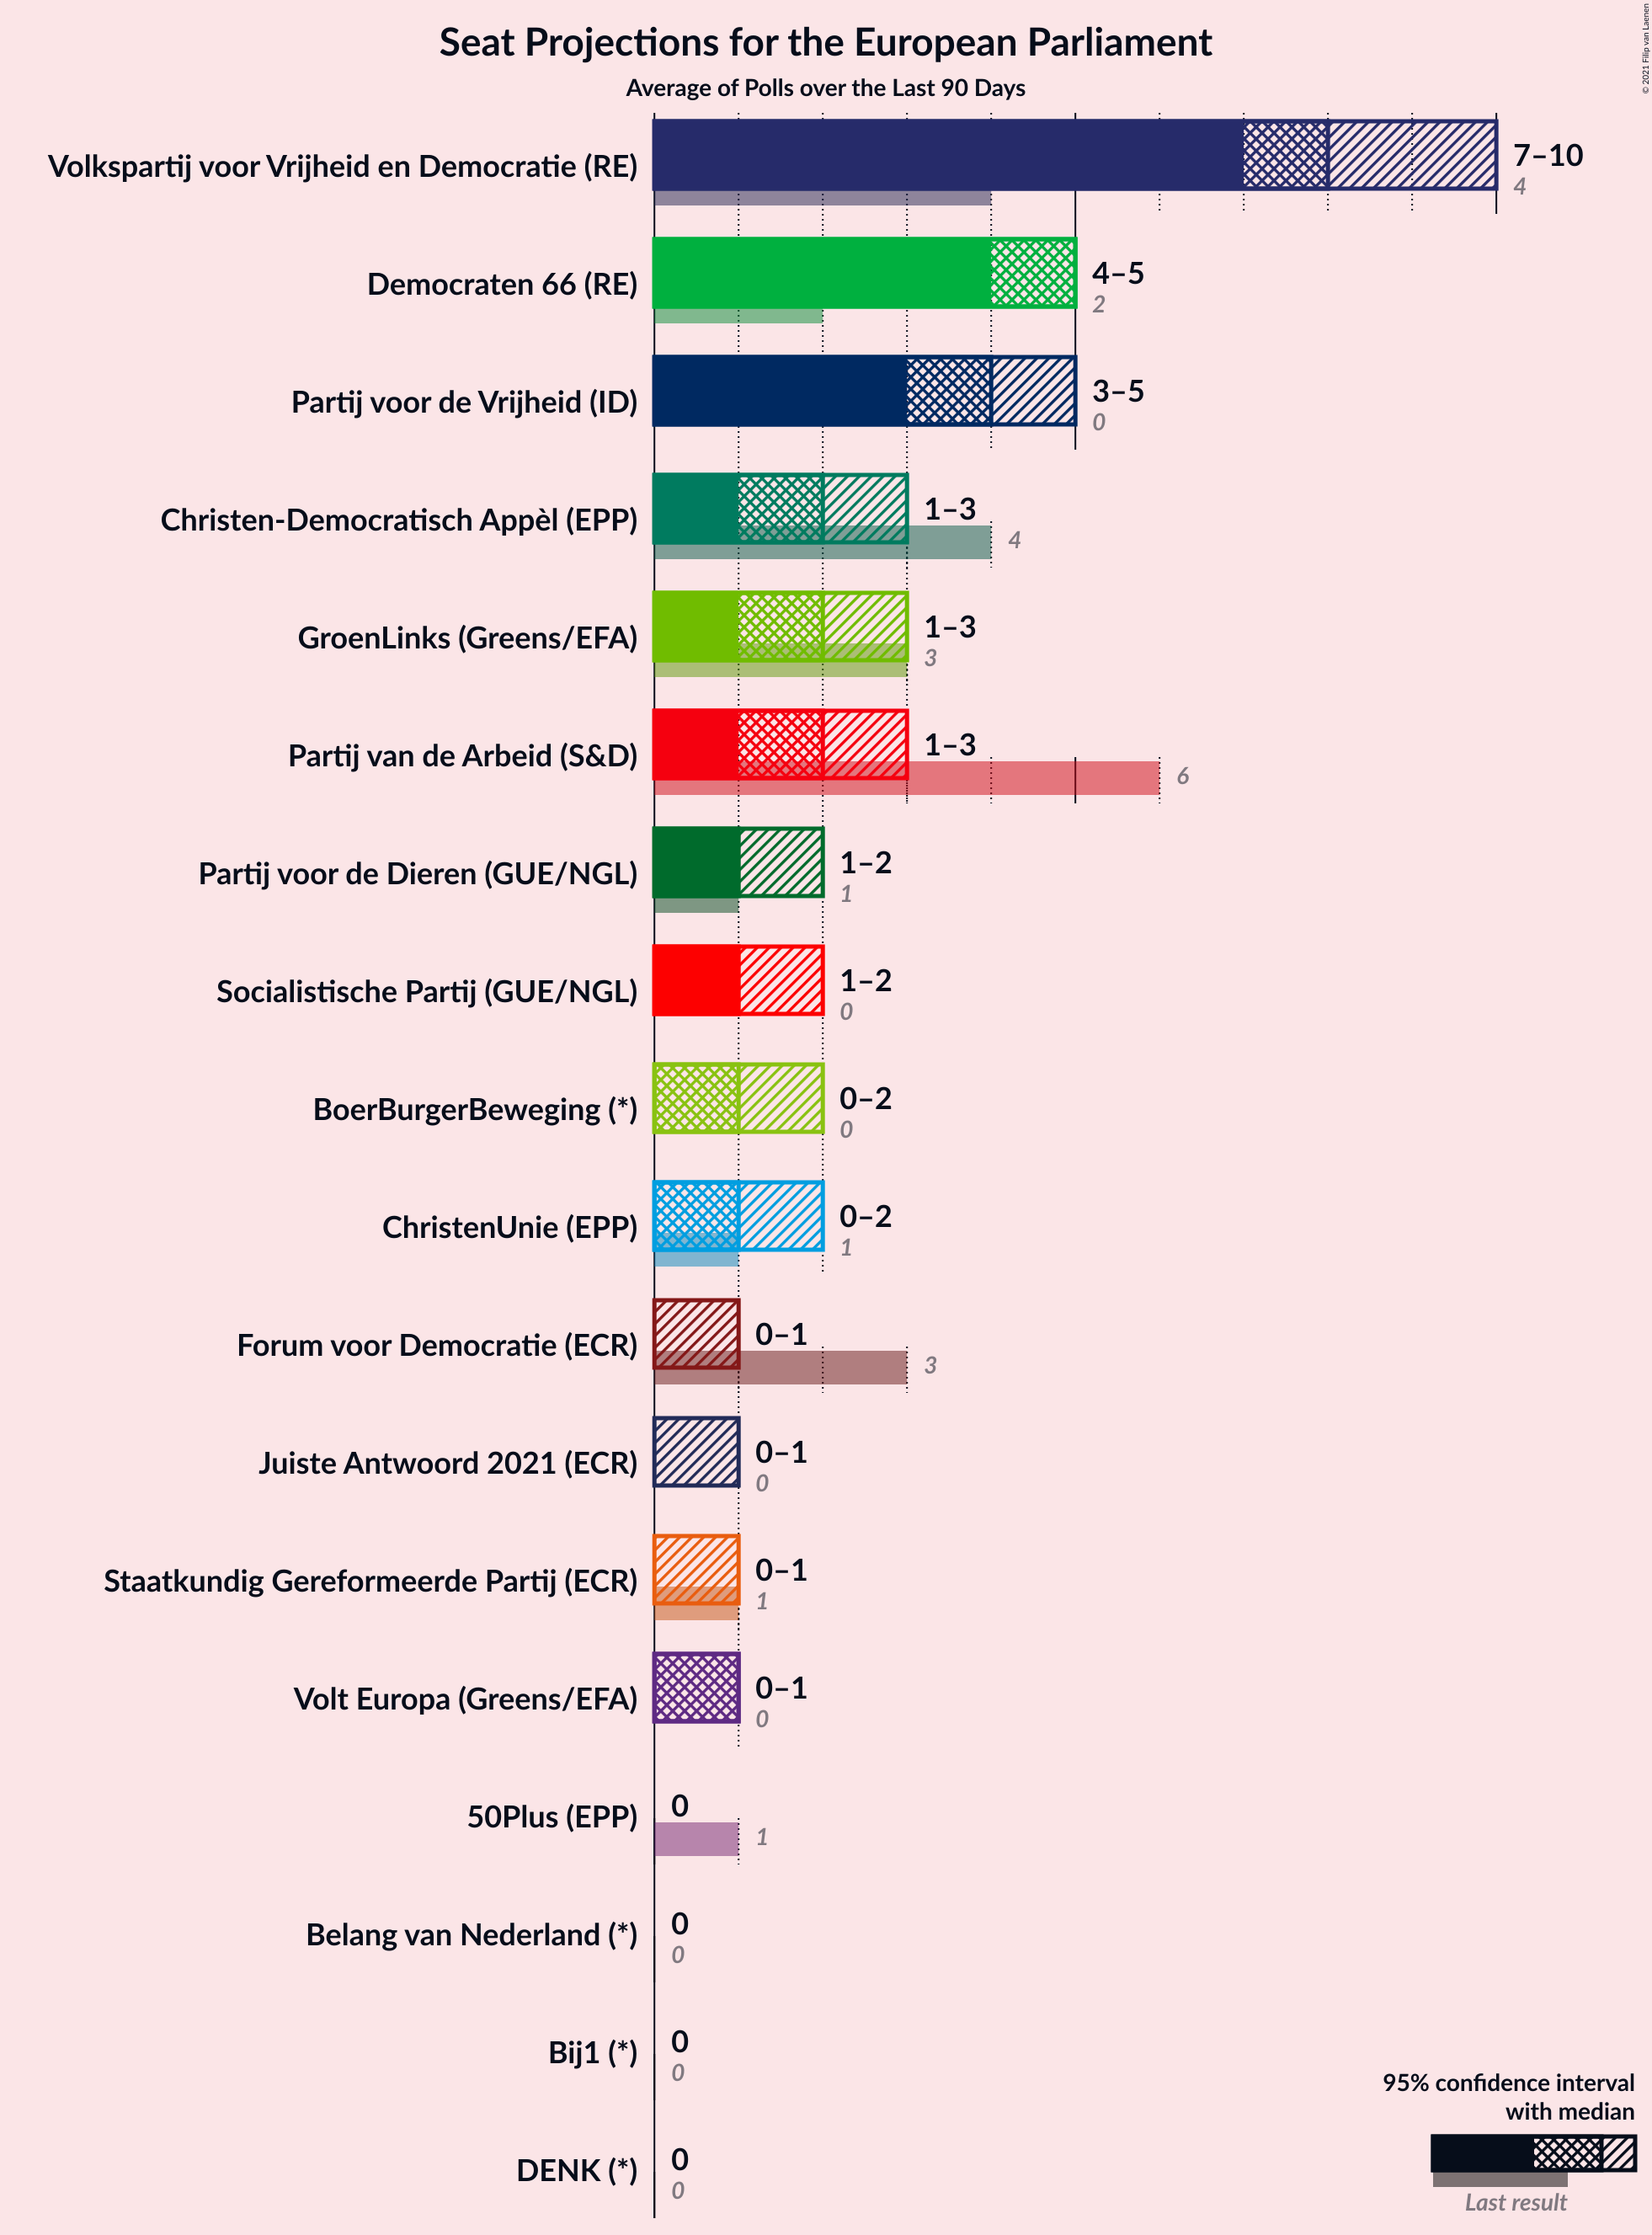 Seat Projections for the European Parliament
Average of Polls over the Last 90 Days
© 2021 Filip van Laenen
Volkspartij voor Vrijheid en Democratie (RE)
7–10
4
Democraten 66 (RE)
4–5
2
Partij voor de Vrijheid (ID)
3–5
0
Christen-Democratisch Appèl (EPP)
1–3
4
GroenLinks (Greens/EFA)
1–3
3
Partij van de Arbeid (S&D)
1–3
6
Partij voor de Dieren (GUE/NGL)
1–2
1
Socialistische Partij (GUE/NGL)
1–2
0
BoerBurgerBeweging (*)
0–2
0
ChristenUnie (EPP)
0–2
1
Forum voor Democratie (ECR)
0–1
3
Juiste Antwoord 2021 (ECR)
0–1
0
Staatkundig Gereformeerde Partij (ECR)
0–1
1
Volt Europa (Greens/EFA)
0–1
0
50Plus (EPP)
0
1
Belang van Nederland (*)
0
0
Bij1 (*)
0
0
DENK (*)
0
0
95% confidence interval
with median
Last result